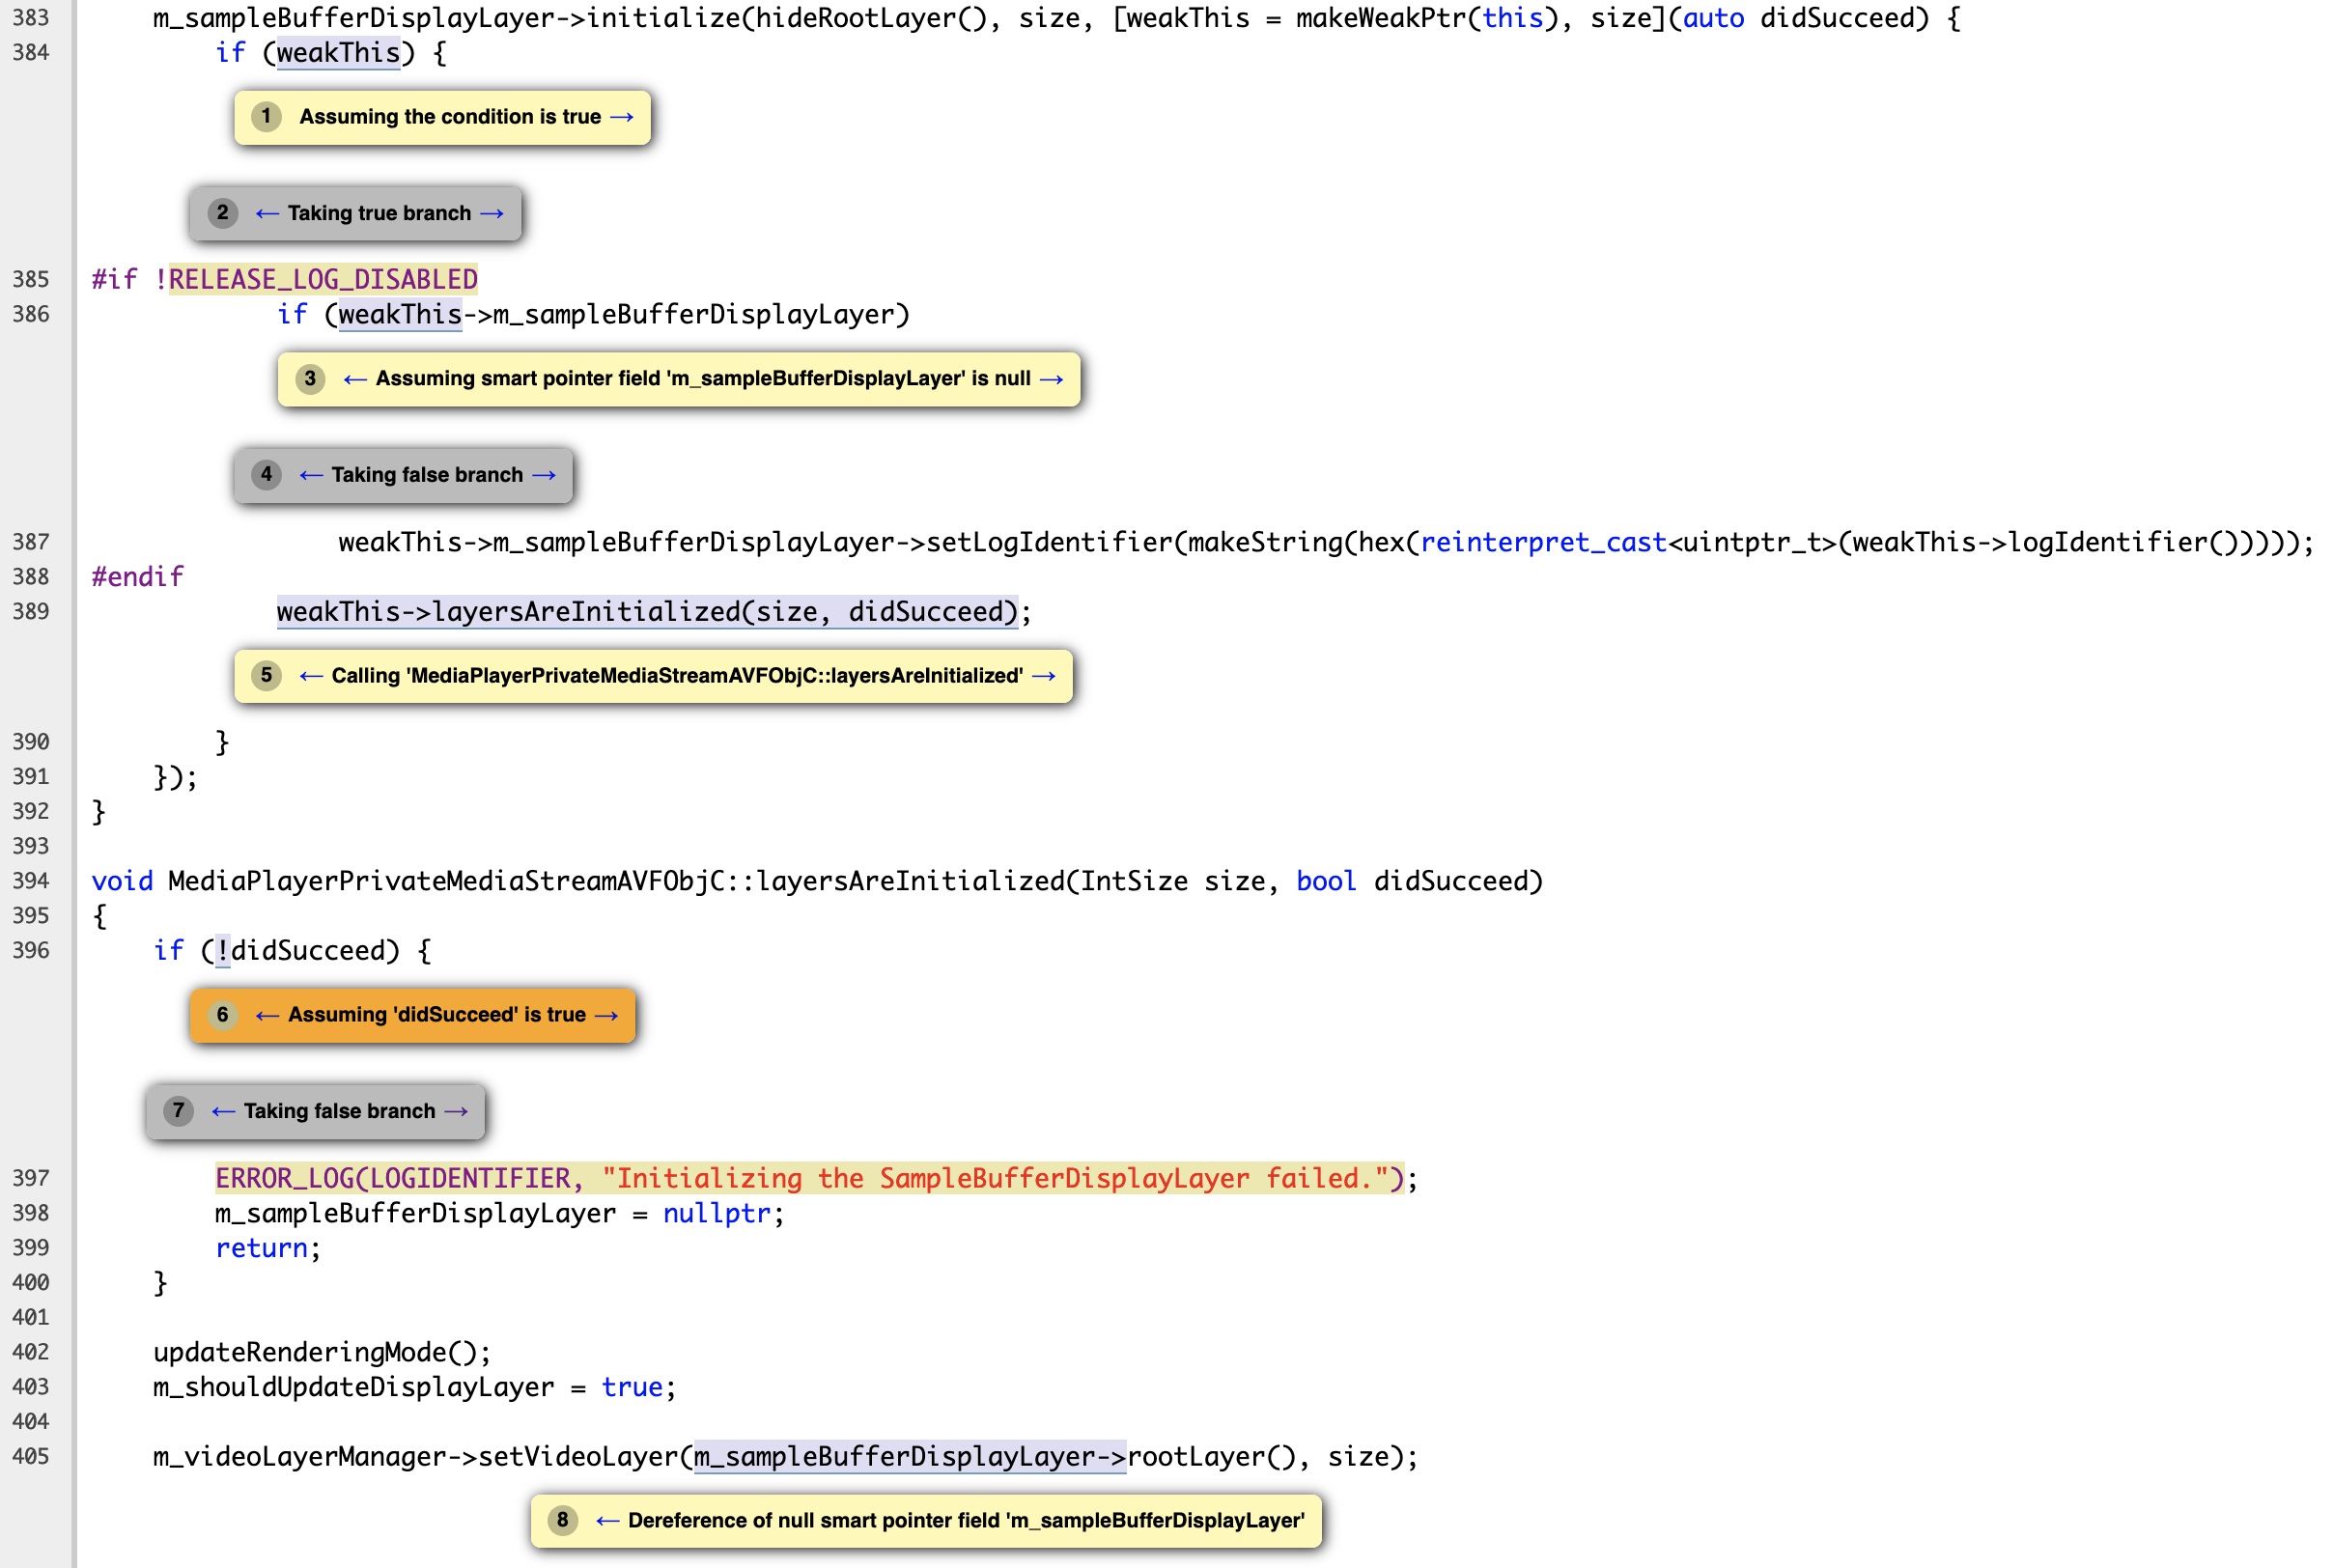 383 m_sampleBufferDisplayLayer->initialize(hideRootLayer(), size, [weakThis = makeWeakPtr(this), size](auto didSucceed) {
384 if (weakThis) {
1 Assuming the condition is true →
2 ← Taking true branch →
385 #if !RELEASE_LOG_DISABLED
386 if (weakThis->m_sampleBufferDisplayLayer)
3 ← Assuming smart pointer field 'm_sampleBufferDisplayLayer' is null →
4 ← Taking false branch →
387 weakThis->m_sampleBufferDisplayLayer->setLogIdentifier(makeString(hex(reinterpret_cast<uintptr_t>(weakThis->logIdentifier()))));
388 #endif
389 weakThis->layersAreInitialized(size, didSucceed);
5 ← Calling 'MediaPlayerPrivateMediaStreamAVFObjC::layersAreInitialized' →
390 }
391 });
392 }
393
394 void MediaPlayerPrivateMediaStreamAVFObjC::layersAreInitialized(IntSize size, bool didSucceed)
395 {
396 if (!didSucceed) {
6 ← Assuming 'didSucceed' is true →
7 ← Taking false branch →
397 ERROR_LOG(LOGIDENTIFIER, "Initializing the SampleBufferDisplayLayer failed.");
398 m_sampleBufferDisplayLayer = nullptr;
399 return;
400 }
401
402 updateRenderingMode();
403 m_shouldUpdateDisplayLayer = true;
404
405 m_videoLayerManager->setVideoLayer(m_sampleBufferDisplayLayer->rootLayer(), size);
8 ← Dereference of null smart pointer field 'm_sampleBufferDisplayLayer'